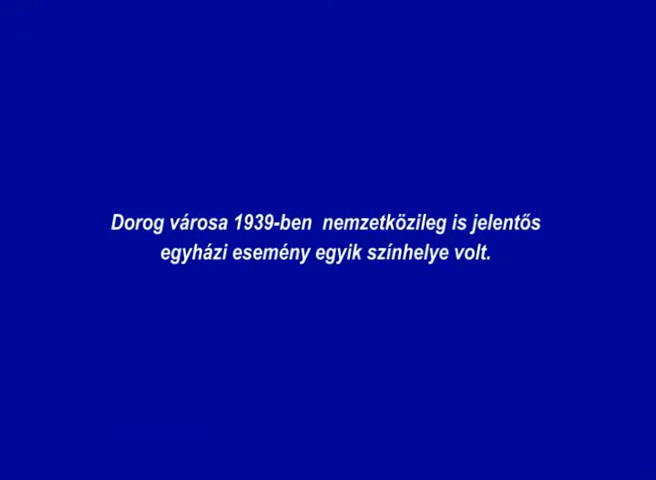 Dorog városa 1939-ben  nemzetközileg is jelentős
egyházi esemény egyik színhelye volt.